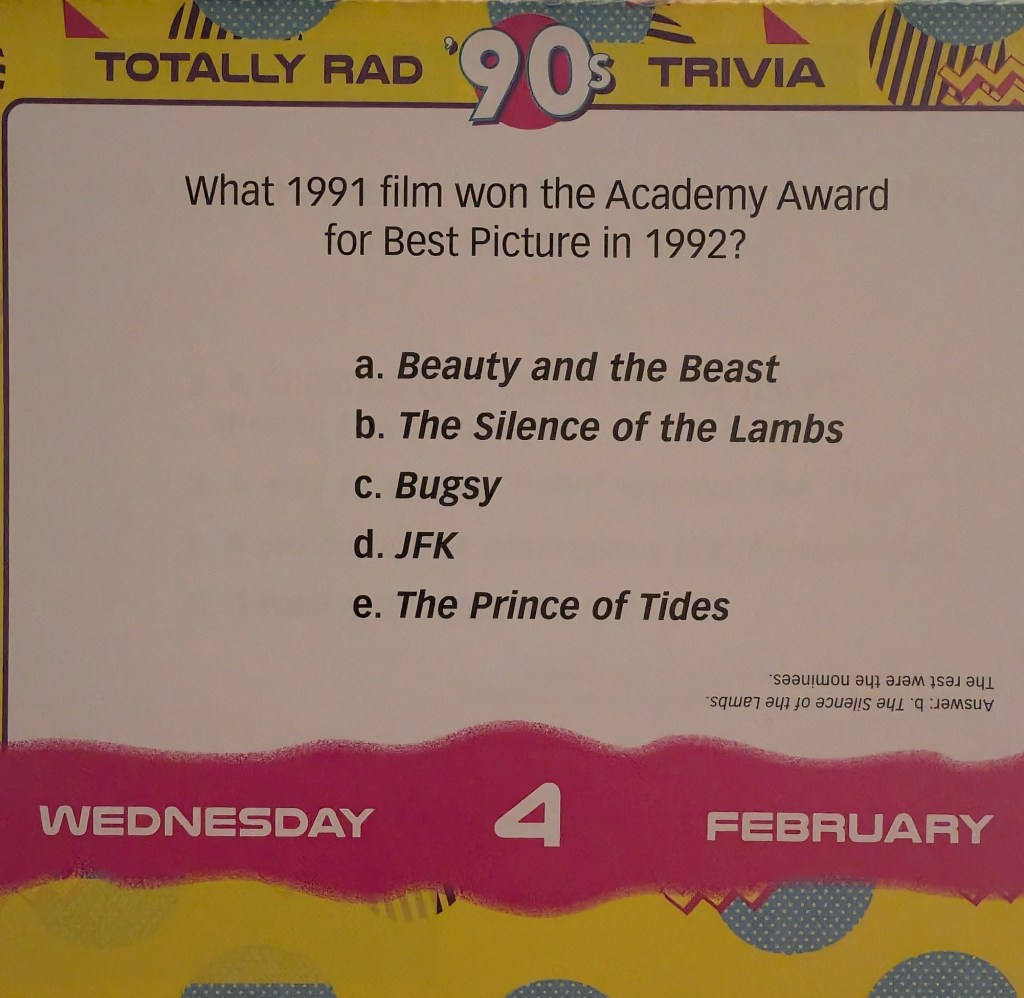 TOTALLY RAD '90s TRIVIA
What 1991 film won the Academy Award
for Best Picture in 1992?
a. Beauty and the Beast
b. The Silence of the Lambs
c. Bugsy
d. JFK
e. The Prince of Tides
Answer: b. The Silence of the Lambs.
The rest were the nominees.
WEDNESDAY 4 FEBRUARY